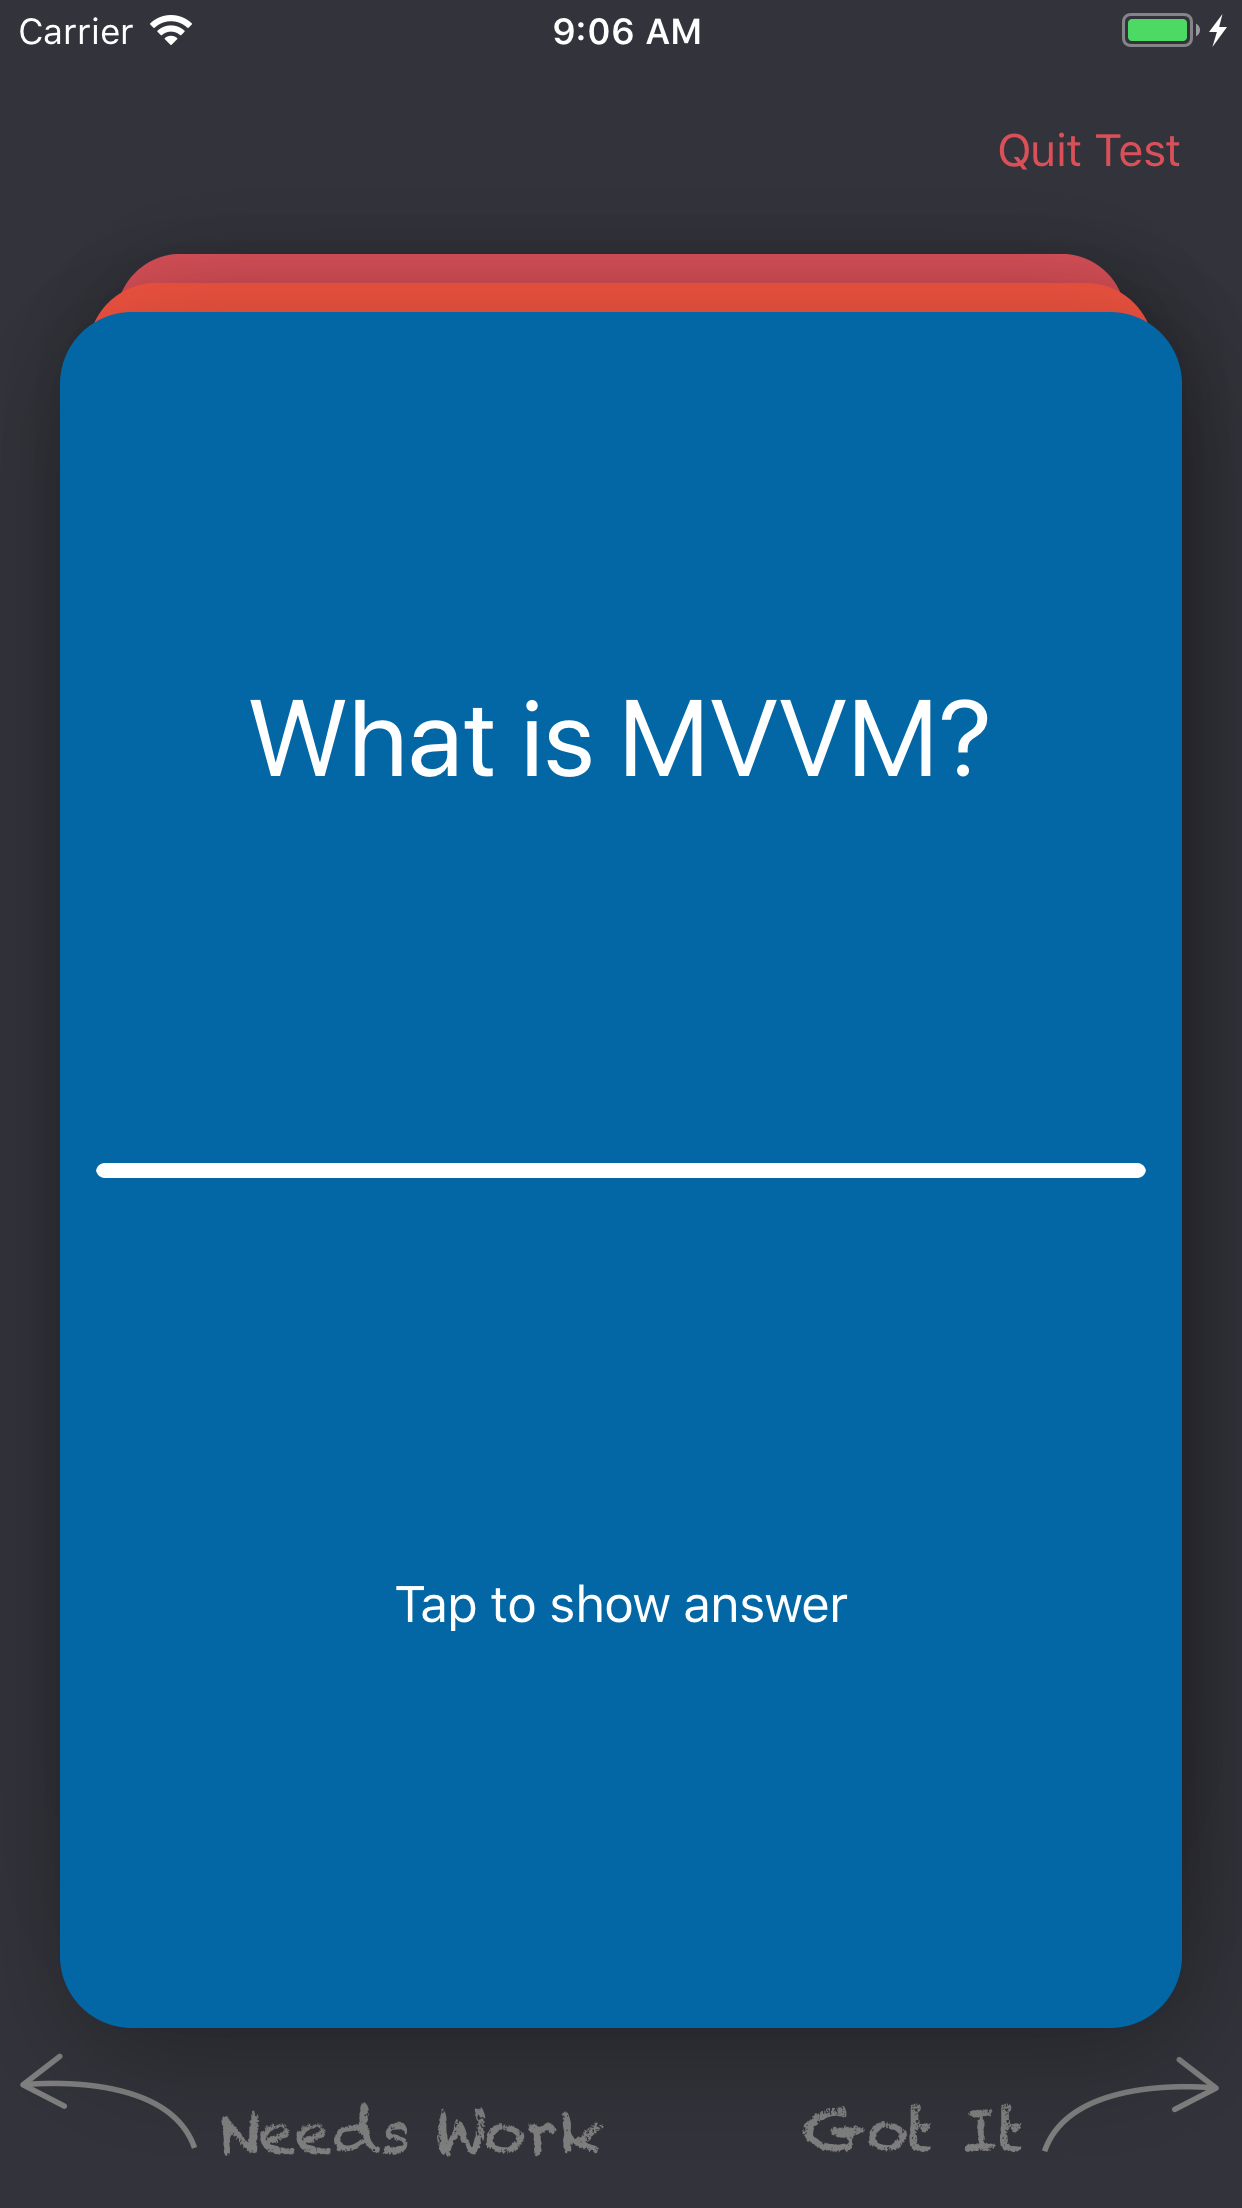 Carrier 9:06 AM
Quit Test
What is MVVM?
Tap to show answer
Needs Work Got It